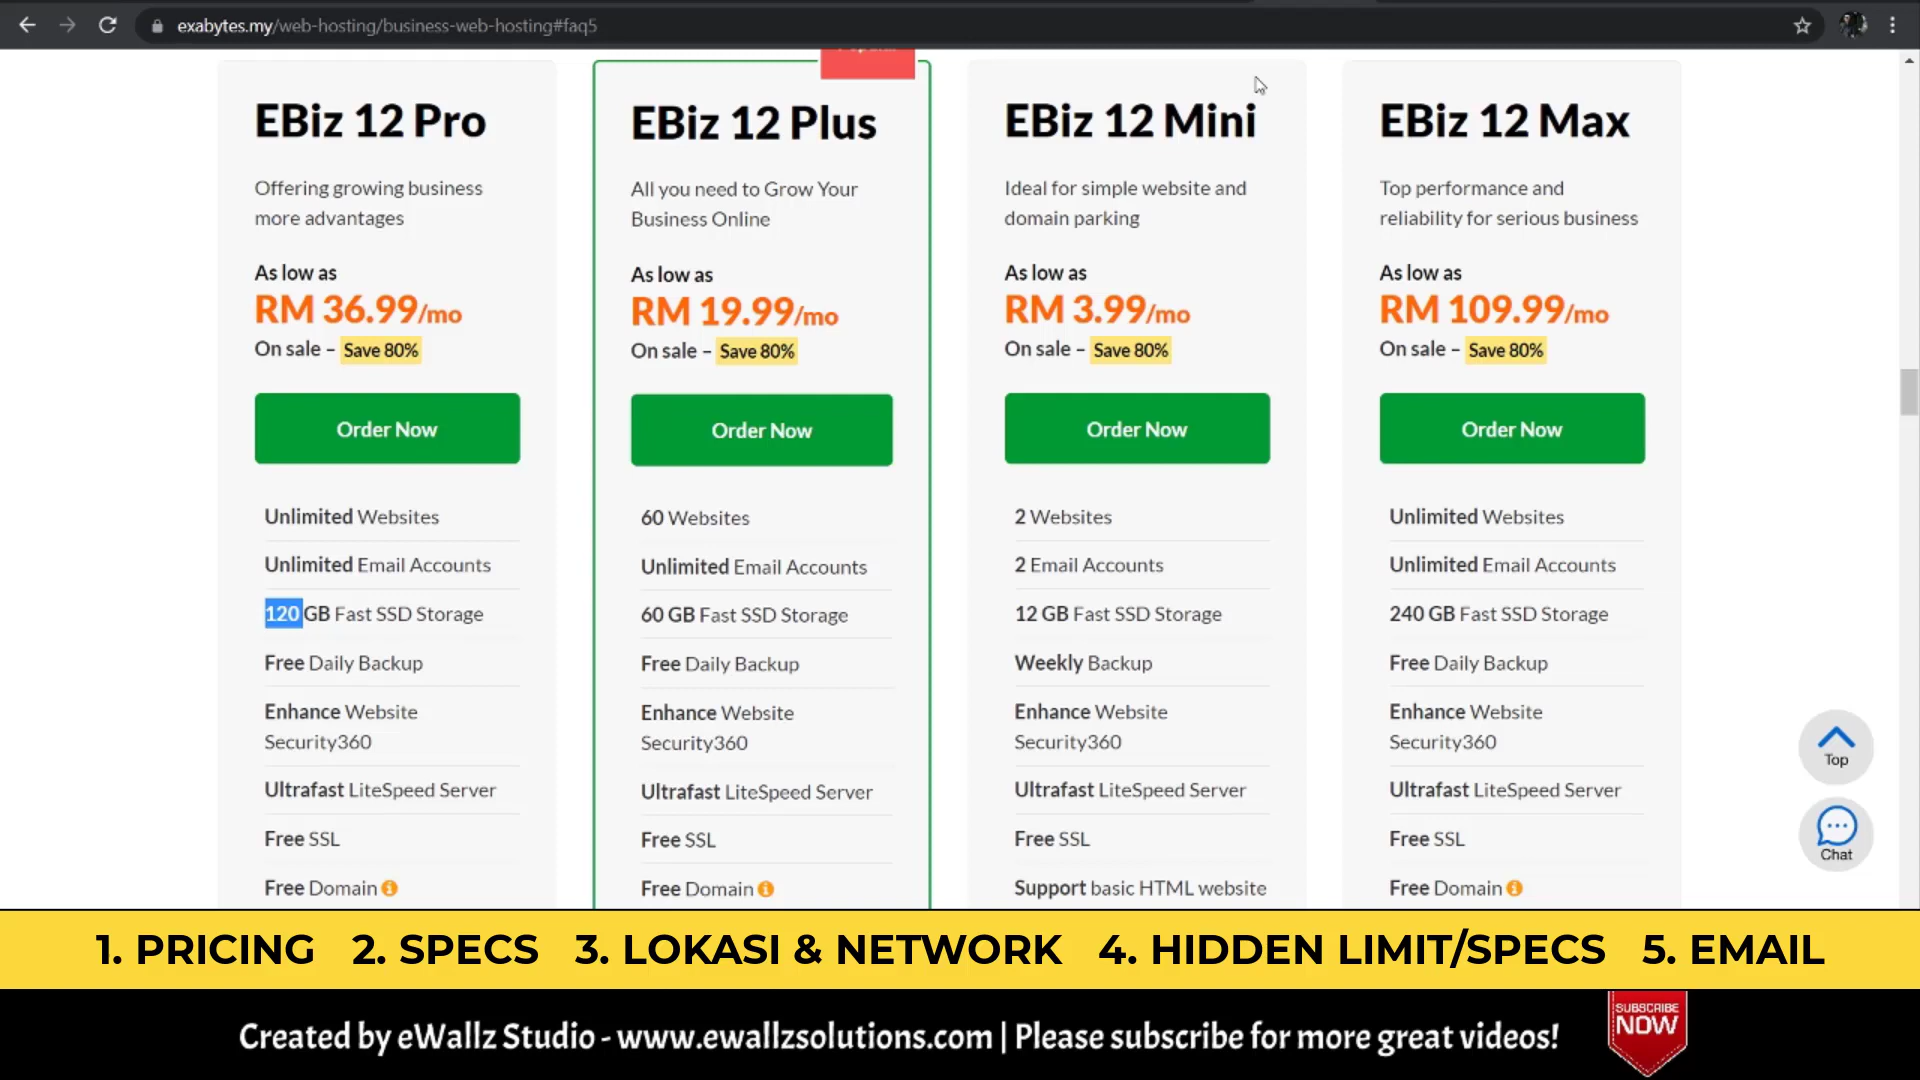 exabytes.my/web-hosting/business-web-hosting#faq5
EBiz 12 Pro
Offering growing business
more advantages
As low as
RM 36.99/mo
On sale – Save 80%
Order Now
Unlimited Websites
Unlimited Email Accounts
120 GB Fast SSD Storage
Free Daily Backup
Enhance Website
Security360
Ultrafast LiteSpeed Server
Free SSL
Free Domain
EBiz 12 Plus
All you need to Grow Your
Business Online
As low as
RM 19.99/mo
On sale – Save 80%
Order Now
60 Websites
Unlimited Email Accounts
60 GB Fast SSD Storage
Free Daily Backup
Enhance Website
Security360
Ultrafast LiteSpeed Server
Free SSL
Free Domain
EBiz 12 Mini
Ideal for simple website and
domain parking
As low as
RM 3.99/mo
On sale – Save 80%
Order Now
2 Websites
2 Email Accounts
12 GB Fast SSD Storage
Weekly Backup
Enhance Website
Security360
Ultrafast LiteSpeed Server
Free SSL
Support basic HTML website
EBiz 12 Max
Top performance and
reliability for serious business
As low as
RM 109.99/mo
On sale – Save 80%
Order Now
Unlimited Websites
Unlimited Email Accounts
240 GB Fast SSD Storage
Free Daily Backup
Enhance Website
Security360
Ultrafast LiteSpeed Server
Free SSL
Free Domain
Top
Chat
1. PRICING 2. SPECS 3. LOKASI & NETWORK 4. HIDDEN LIMIT/SPECS 5. EMAIL
Created by eWallz Studio - www.ewallzsolutions.com | Please subscribe for more great videos!
SUBSCRIBE
NOW